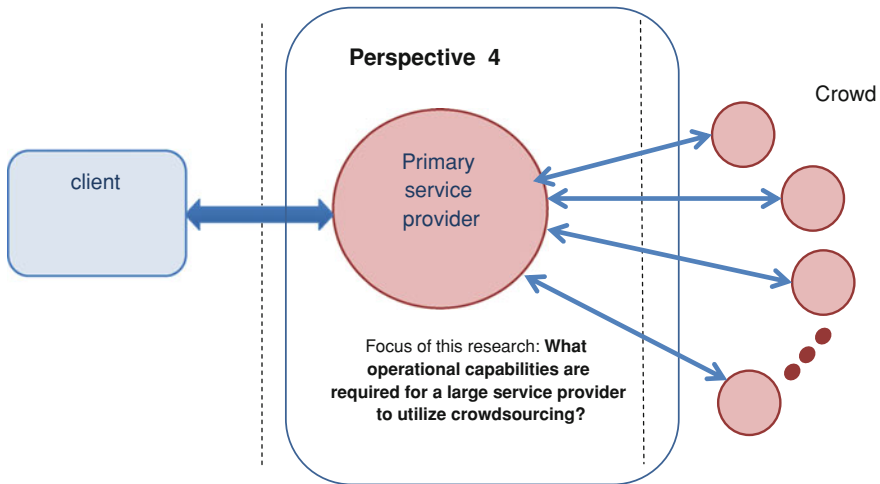 Perspective 4
Crowd
client
Primary
service
provider
Focus of this research: What
operational capabilities are
required for a large service provider
to utilize crowdsourcing?